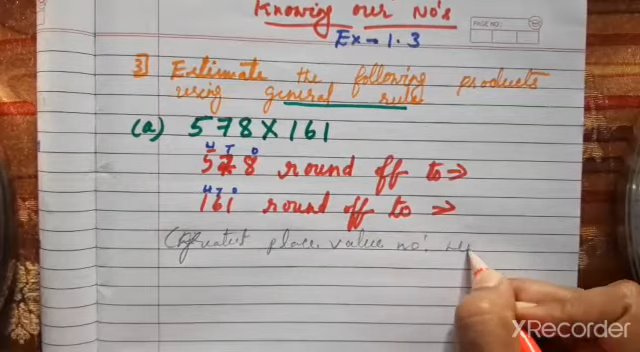 Knowing our No's
PAGE NO:
Ex - 1.3
3] Estimate the following products
using general rule
(a) 578 X 161
H T O
578 round off to ⇒
H T O
161 round off to ⇒
(Greatest place value no:
XRecorder